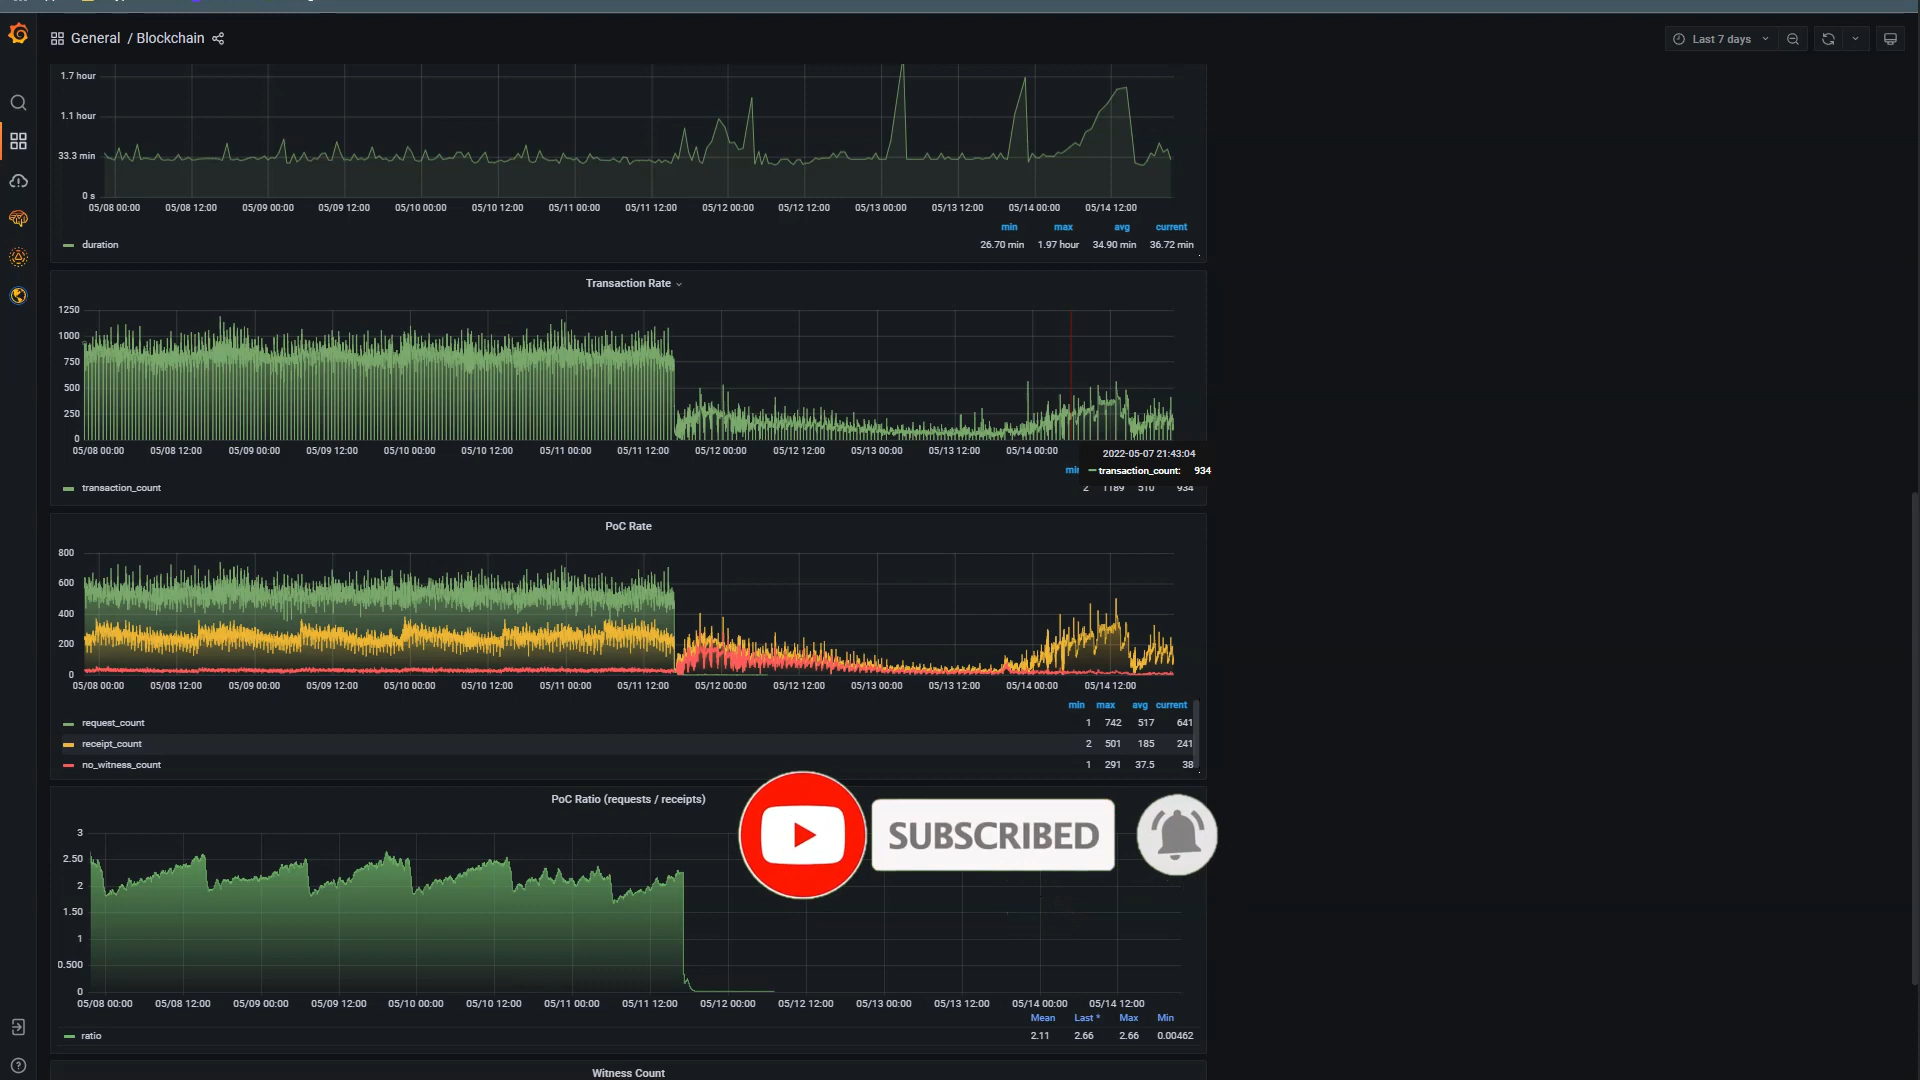 General / Blockchain
Last 7 days
1.7 hour
1.1 hour
33.3 min
0 s
05/08 00:00 05/08 12:00 05/09 00:00 05/09 12:00 05/10 00:00 05/10 12:00 05/11 00:00 05/11 12:00 05/12 00:00 05/12 12:00 05/13 00:00 05/13 12:00 05/14 00:00 05/14 12:00
min max avg current
duration 26.70 min 1.97 hour 34.90 min 36.72 min
Transaction Rate
1250
1000
750
500
250
0
05/08 00:00 05/08 12:00 05/09 00:00 05/09 12:00 05/10 00:00 05/10 12:00 05/11 00:00 05/11 12:00 05/12 00:00 05/12 12:00 05/13 00:00 05/13 12:00 05/14 00:00
2022-05-07 21:43:04
min
transaction_count: 934
transaction_count 2 1189 510 934
PoC Rate
800
600
400
200
0
05/08 00:00 05/08 12:00 05/09 00:00 05/09 12:00 05/10 00:00 05/10 12:00 05/11 00:00 05/11 12:00 05/12 00:00 05/12 12:00 05/13 00:00 05/13 12:00 05/14 00:00 05/14 12:00
min max avg current
request_count 1 742 517 641
receipt_count 2 501 185 241
no_witness_count 1 291 37.5 38
PoC Ratio (requests / receipts)
SUBSCRIBED
3
2.50
2
1.50
1
0.500
0
05/08 00:00 05/08 12:00 05/09 00:00 05/09 12:00 05/10 00:00 05/10 12:00 05/11 00:00 05/11 12:00 05/12 00:00 05/12 12:00 05/13 00:00 05/13 12:00 05/14 00:00 05/14 12:00
Mean Last * Max Min
ratio 2.11 2.66 2.66 0.00462
Witness Count